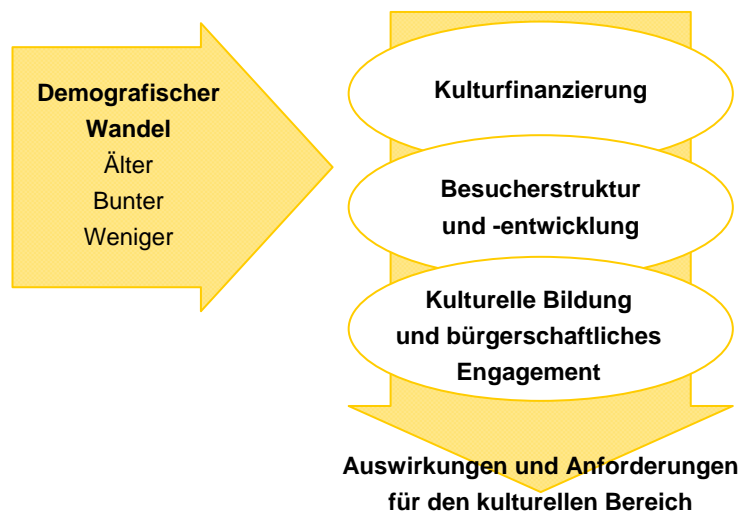 Demografischer
Wandel
Älter
Bunter
Weniger
Kulturfinanzierung
Besucherstruktur
und -entwicklung
Kulturelle Bildung
und bürgerschaftliches
Engagement
Auswirkungen und Anforderungen
für den kulturellen Bereich